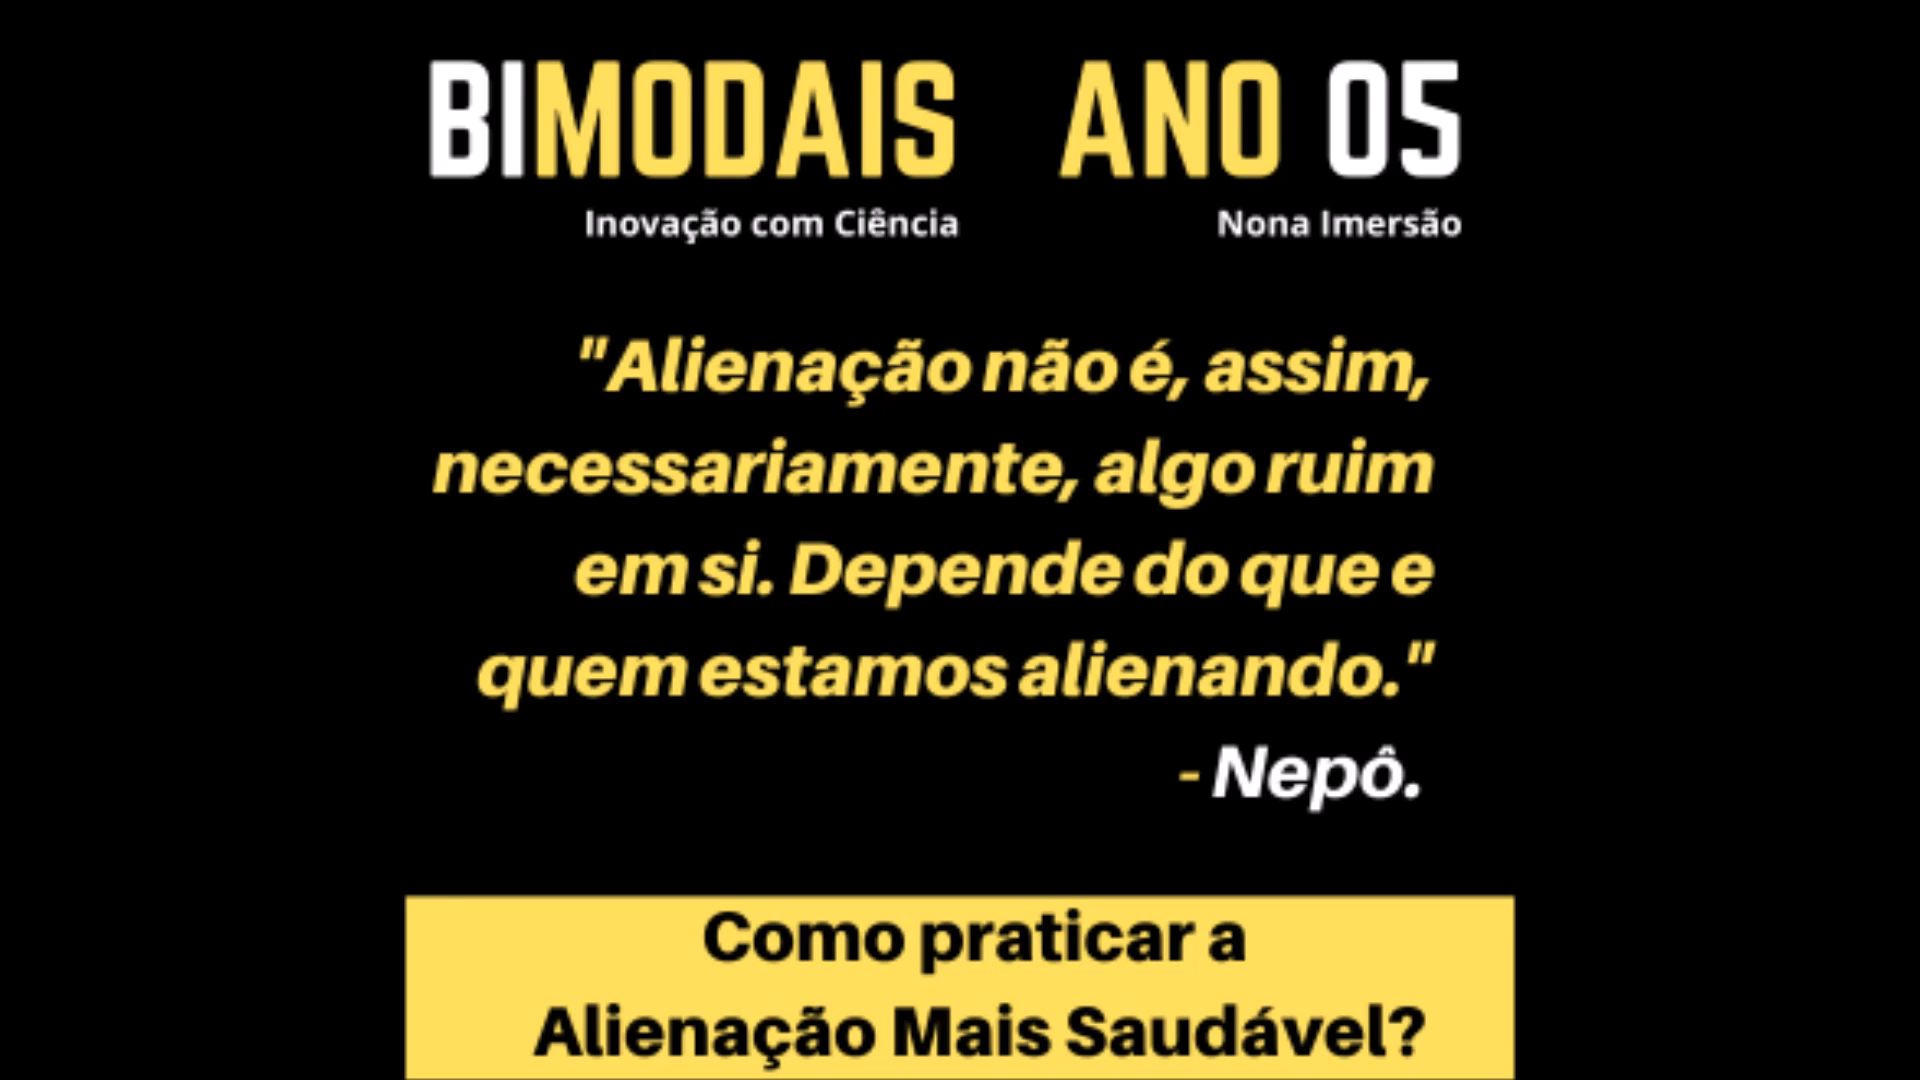 BIMODAIS ANO 05
Inovação com Ciência Nona Imersão
"Alienação não é, assim,
necessariamente, algo ruim
em si. Depende do que e
quem estamos alienando."
- Nepô.
Como praticar a
Alienação Mais Saudável?